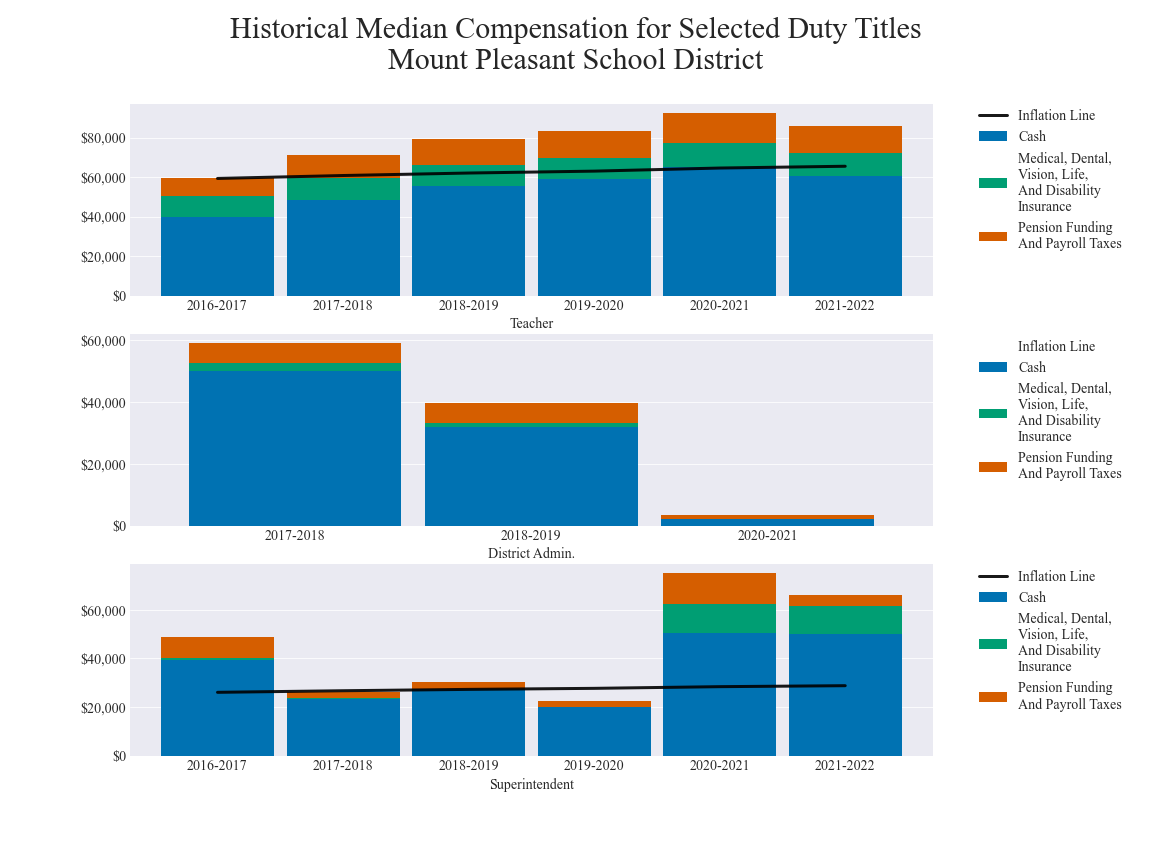 Historical Median Compensation for Selected Duty Titles
Mount Pleasant School District
$80,000
$60,000
$40,000
$20,000
$0
2016-2017 2017-2018 2018-2019 2019-2020 2020-2021 2021-2022
Teacher
Inflation Line
Cash
Medical, Dental,
Vision, Life,
And Disability
Insurance
Pension Funding
And Payroll Taxes
$60,000
$40,000
$20,000
$0
2017-2018 2018-2019 2020-2021
District Admin.
Inflation Line
Cash
Medical, Dental,
Vision, Life,
And Disability
Insurance
Pension Funding
And Payroll Taxes
$60,000
$40,000
$20,000
$0
2016-2017 2017-2018 2018-2019 2019-2020 2020-2021 2021-2022
Superintendent
Inflation Line
Cash
Medical, Dental,
Vision, Life,
And Disability
Insurance
Pension Funding
And Payroll Taxes